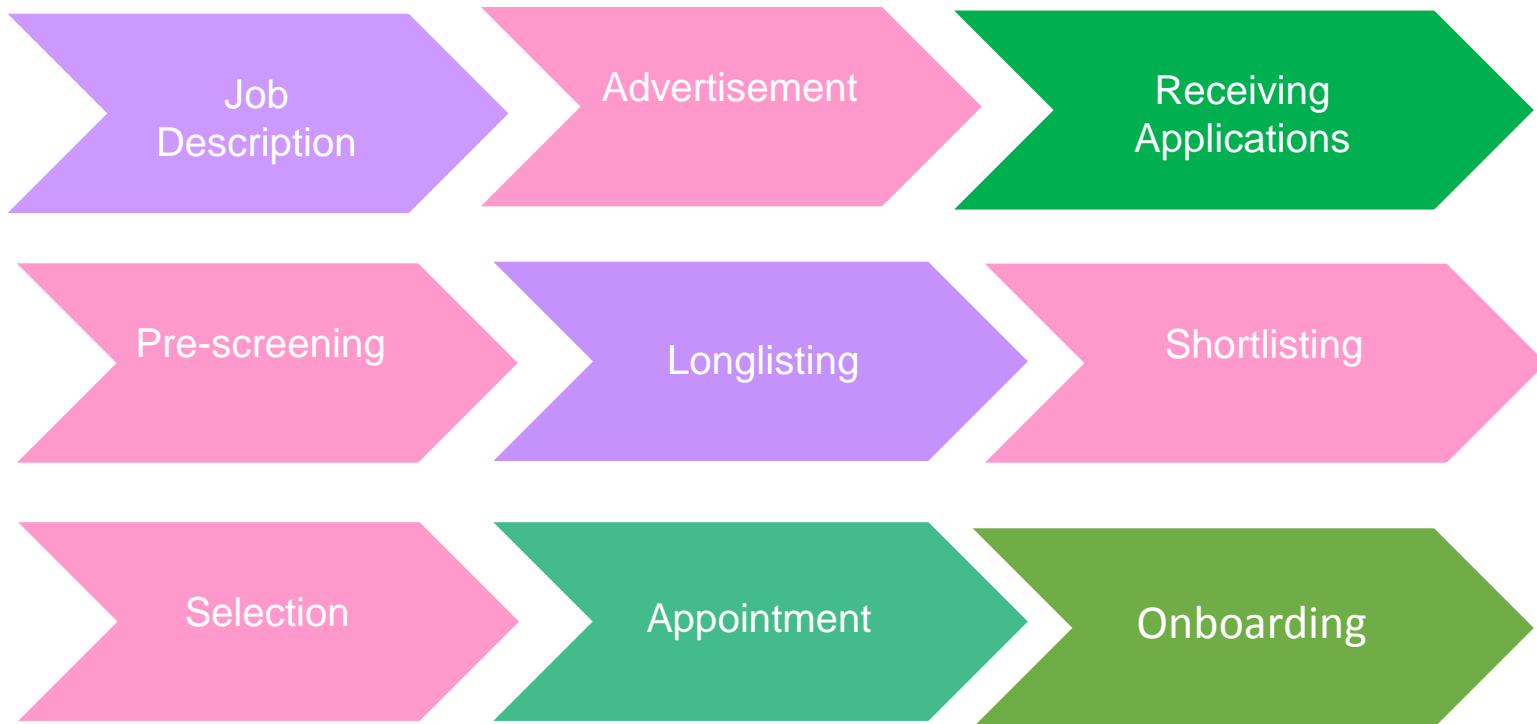 Job
Description
Advertisement
Receiving
Applications
Pre-screening
Longlisting
Shortlisting
Selection
Appointment
Onboarding